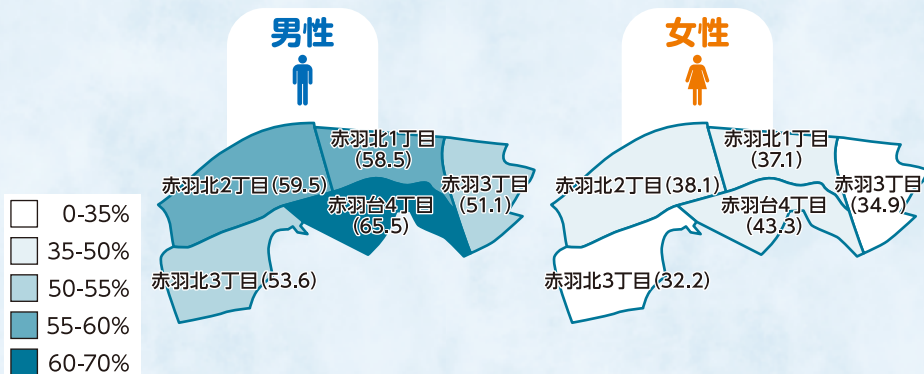 男性
女性
赤羽北1丁目
(58.5)
赤羽北2丁目(59.5)
赤羽3丁目
(51.1)
赤羽台4丁目
(65.5)
赤羽北3丁目(53.6)
赤羽北1丁目
(37.1)
赤羽北2丁目(38.1)
赤羽3丁目
(34.9)
赤羽台4丁目
(43.3)
赤羽北3丁目(32.2)
0-35%
35-50%
50-55%
55-60%
60-70%